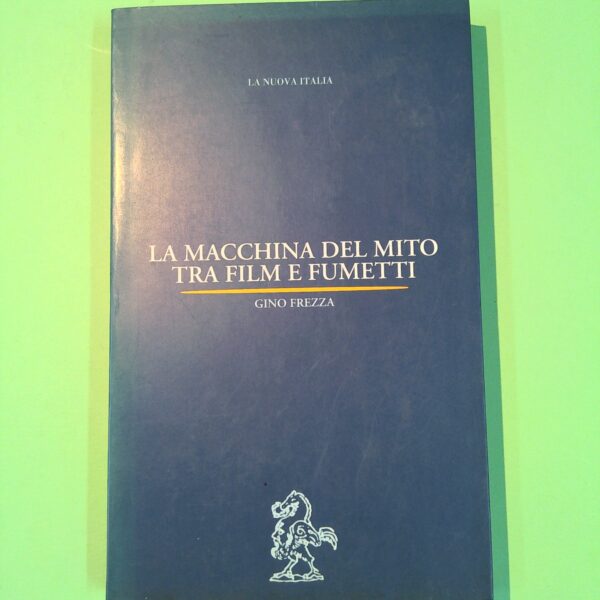 LA NUOVA ITALIA
LA MACCHINA DEL MITO
TRA FILM E FUMETTI
GINO FREZZA